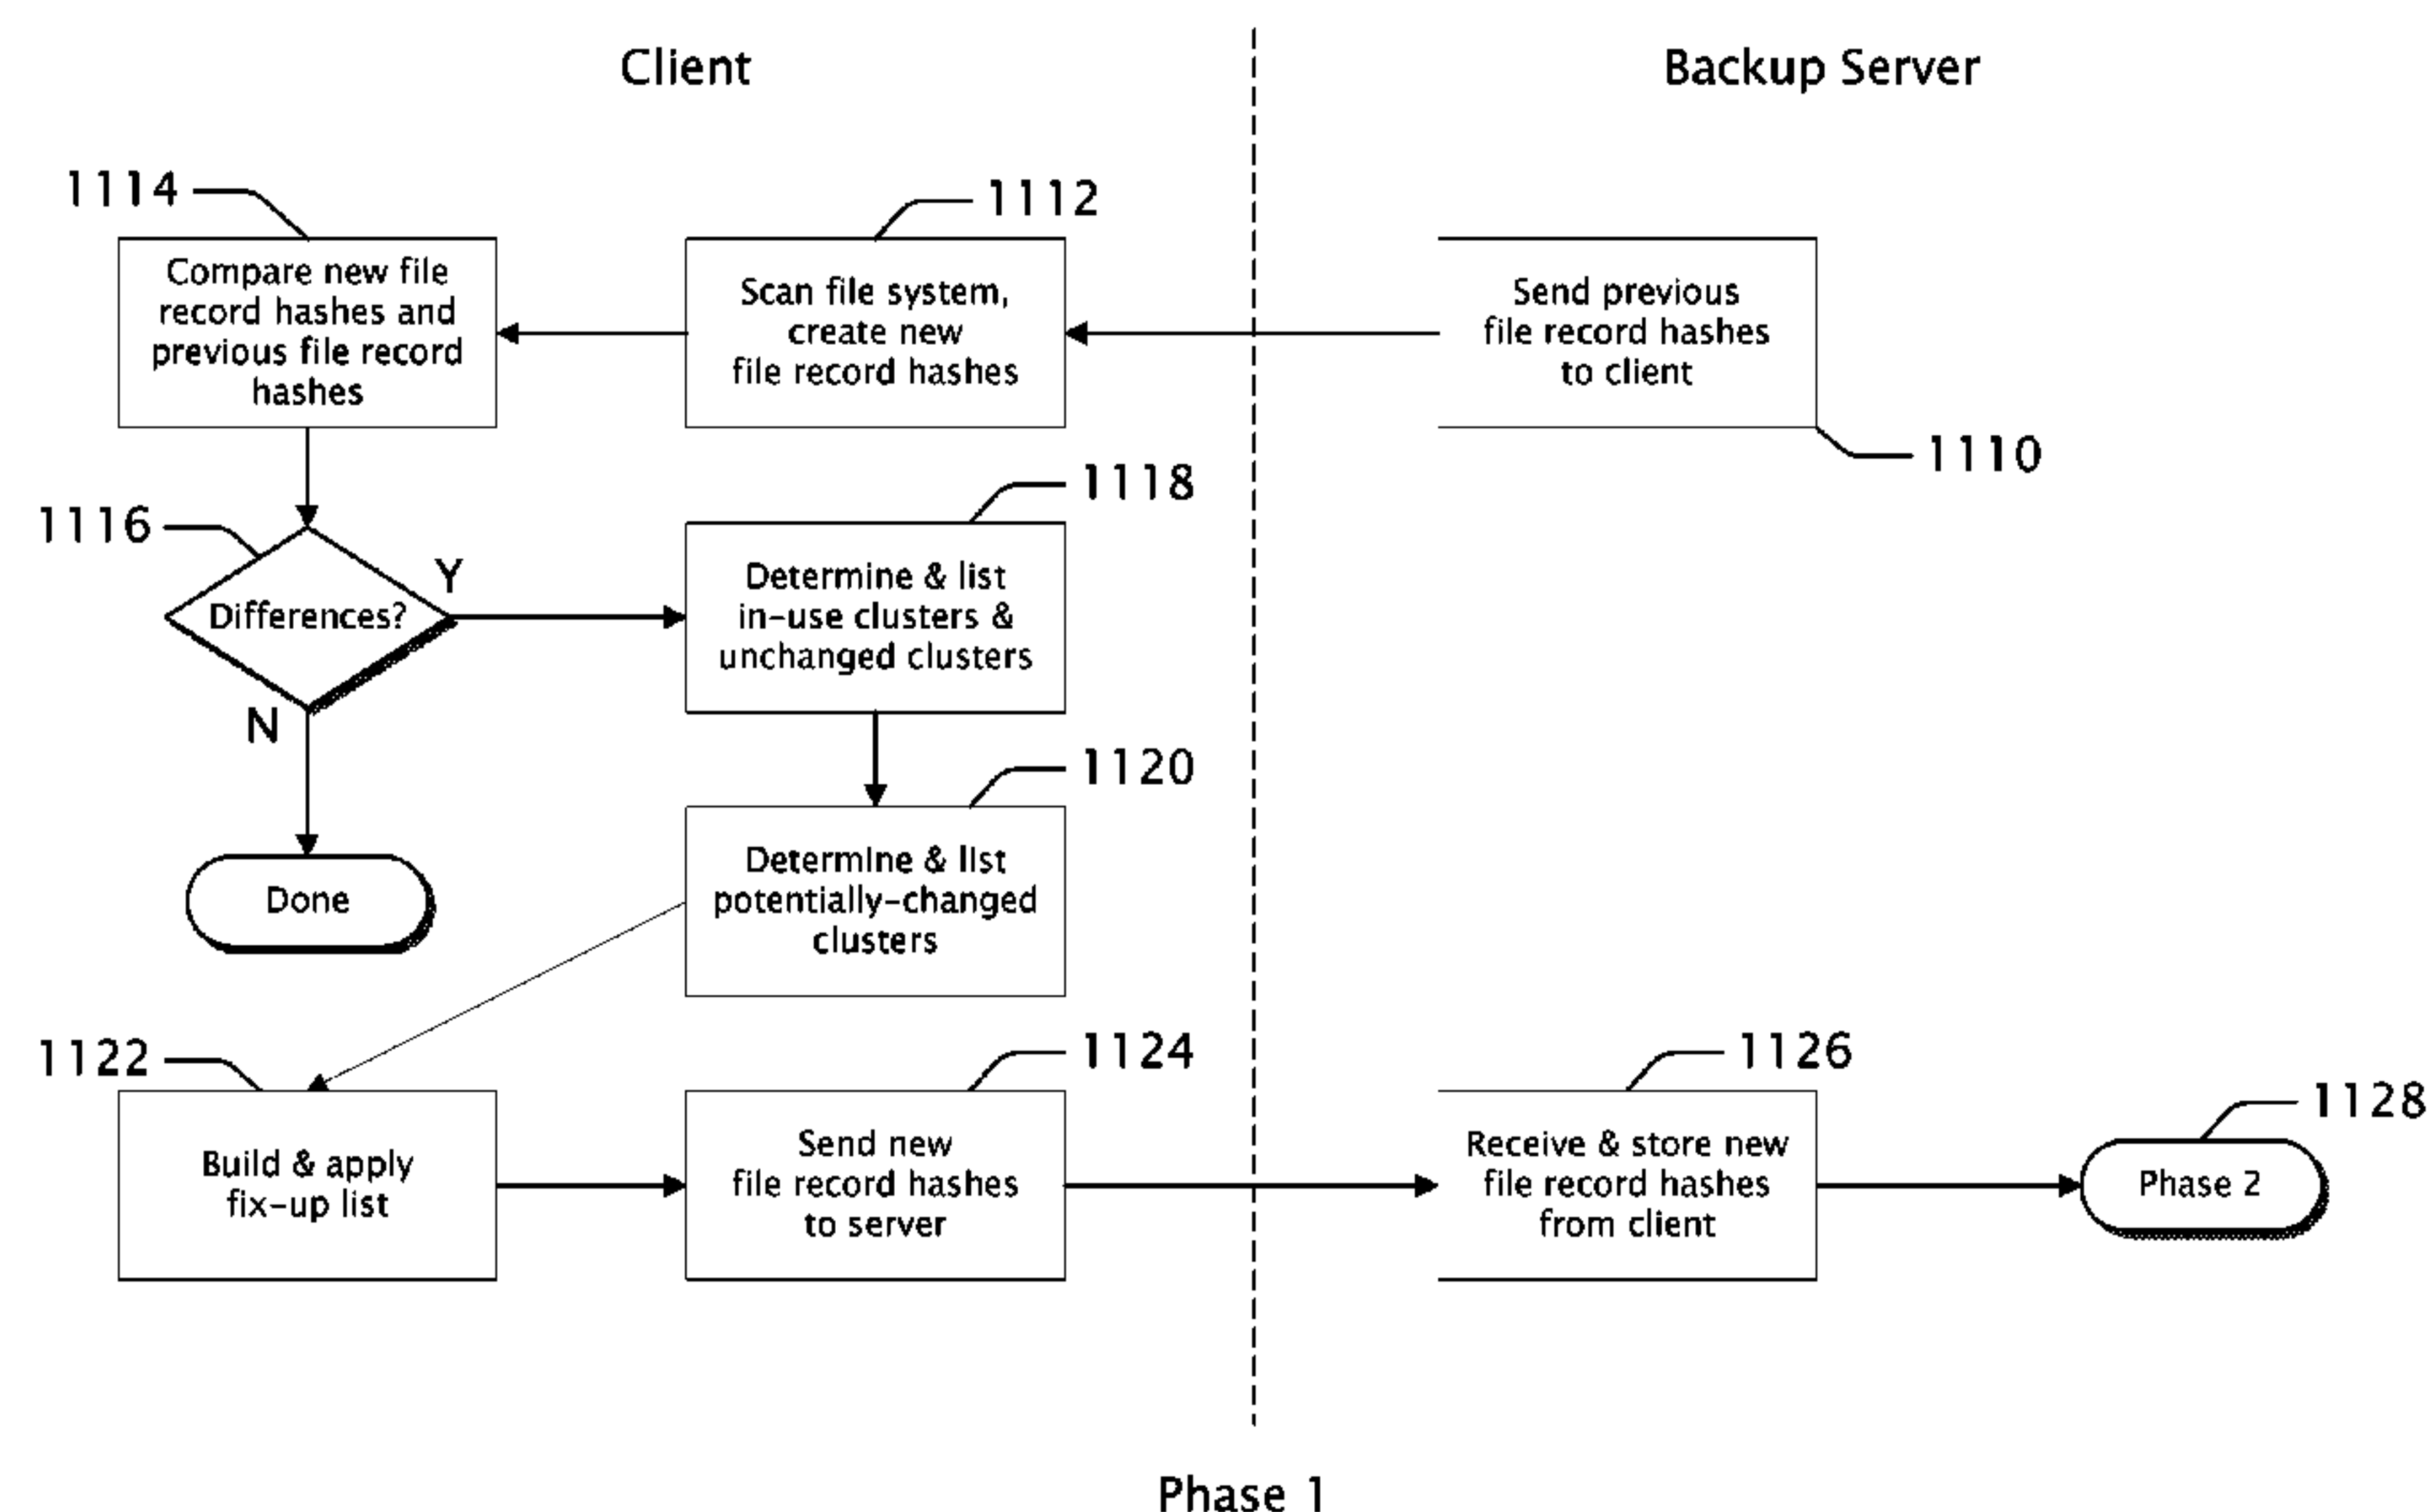 Client
Backup Server
1114
1112
Compare new file
record hashes and
previous file record
hashes
Scan file system,
create new
file record hashes
Send previous
file record hashes
to client
1110
1116
Differences?
Y
N
1118
Determine & list
in-use clusters &
unchanged clusters
Done
1120
Determine & list
potentially-changed
clusters
1122
Build & apply
fix-up list
1124
Send new
file record hashes
to server
1126
Receive & store new
file record hashes
from client
1128
Phase 2
Phase 1